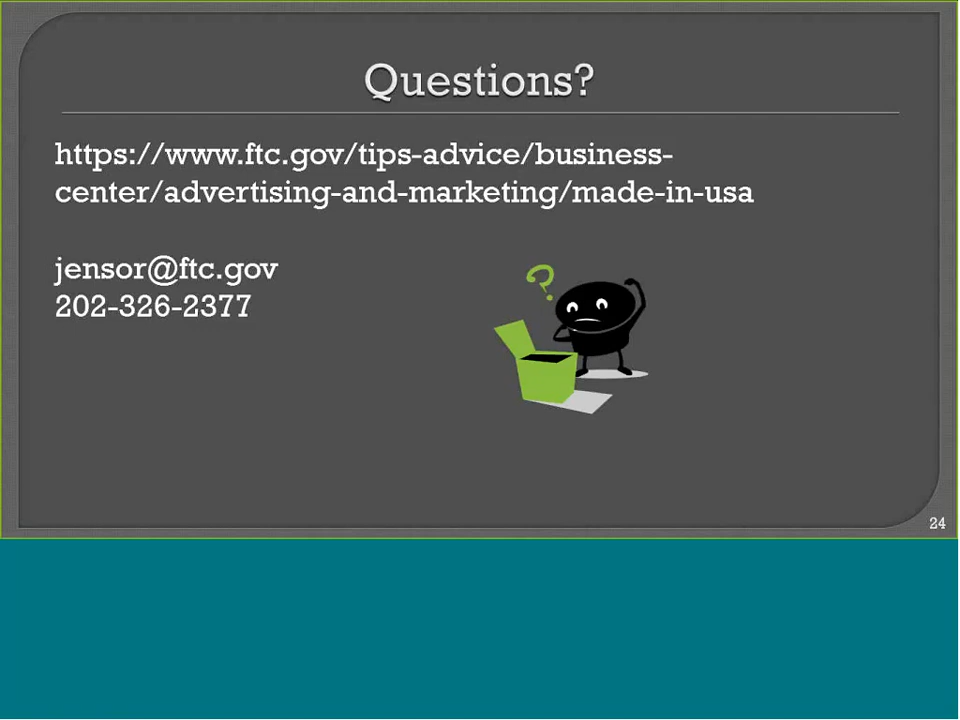 Questions?
https://www.ftc.gov/tips-advice/business-
center/advertising-and-marketing/made-in-usa
jensor@ftc.gov
202-326-2377
?
24